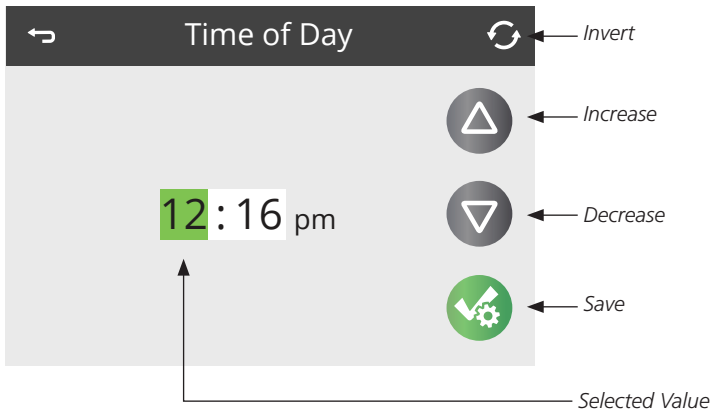 Time of Day
Invert
Increase
12 : 16 pm
Decrease
Save
Selected Value